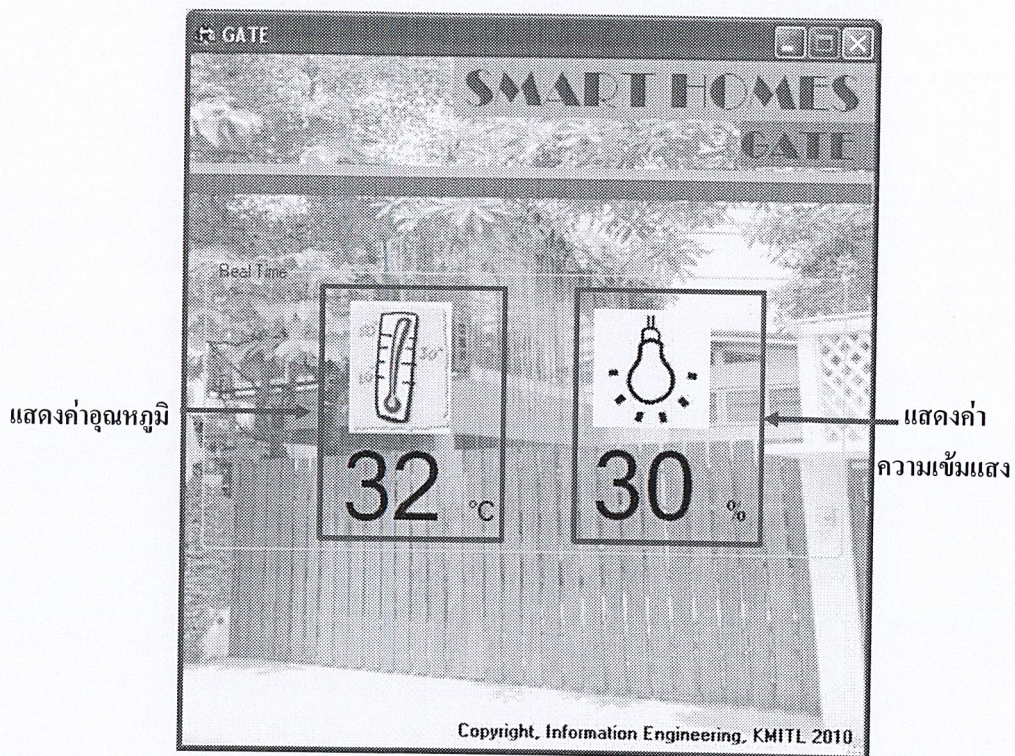 GATE
SMART HOMES
GATE
Real Time
30°
แสดงค่าอุณหภูมิ
แสดงค่า
ความเข้มแสง
32 °C
30 %
Copyright, Information Engineering, KMITL 2010